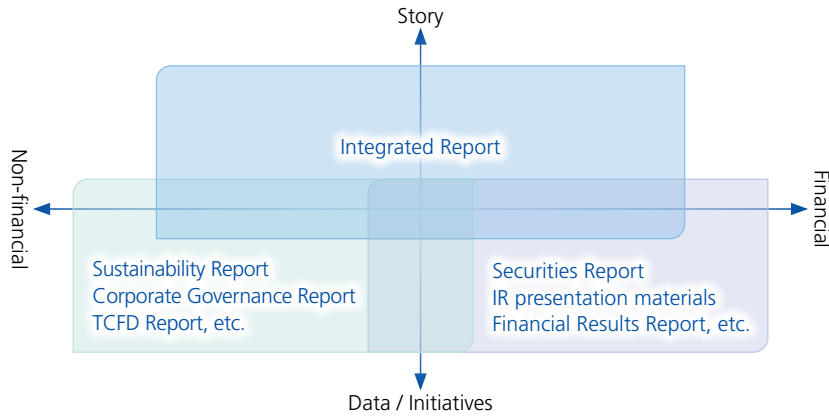 Story
Integrated Report
Non-financial
Financial
Sustainability Report
Corporate Governance Report
TCFD Report, etc.
Securities Report
IR presentation materials
Financial Results Report, etc.
Data / Initiatives